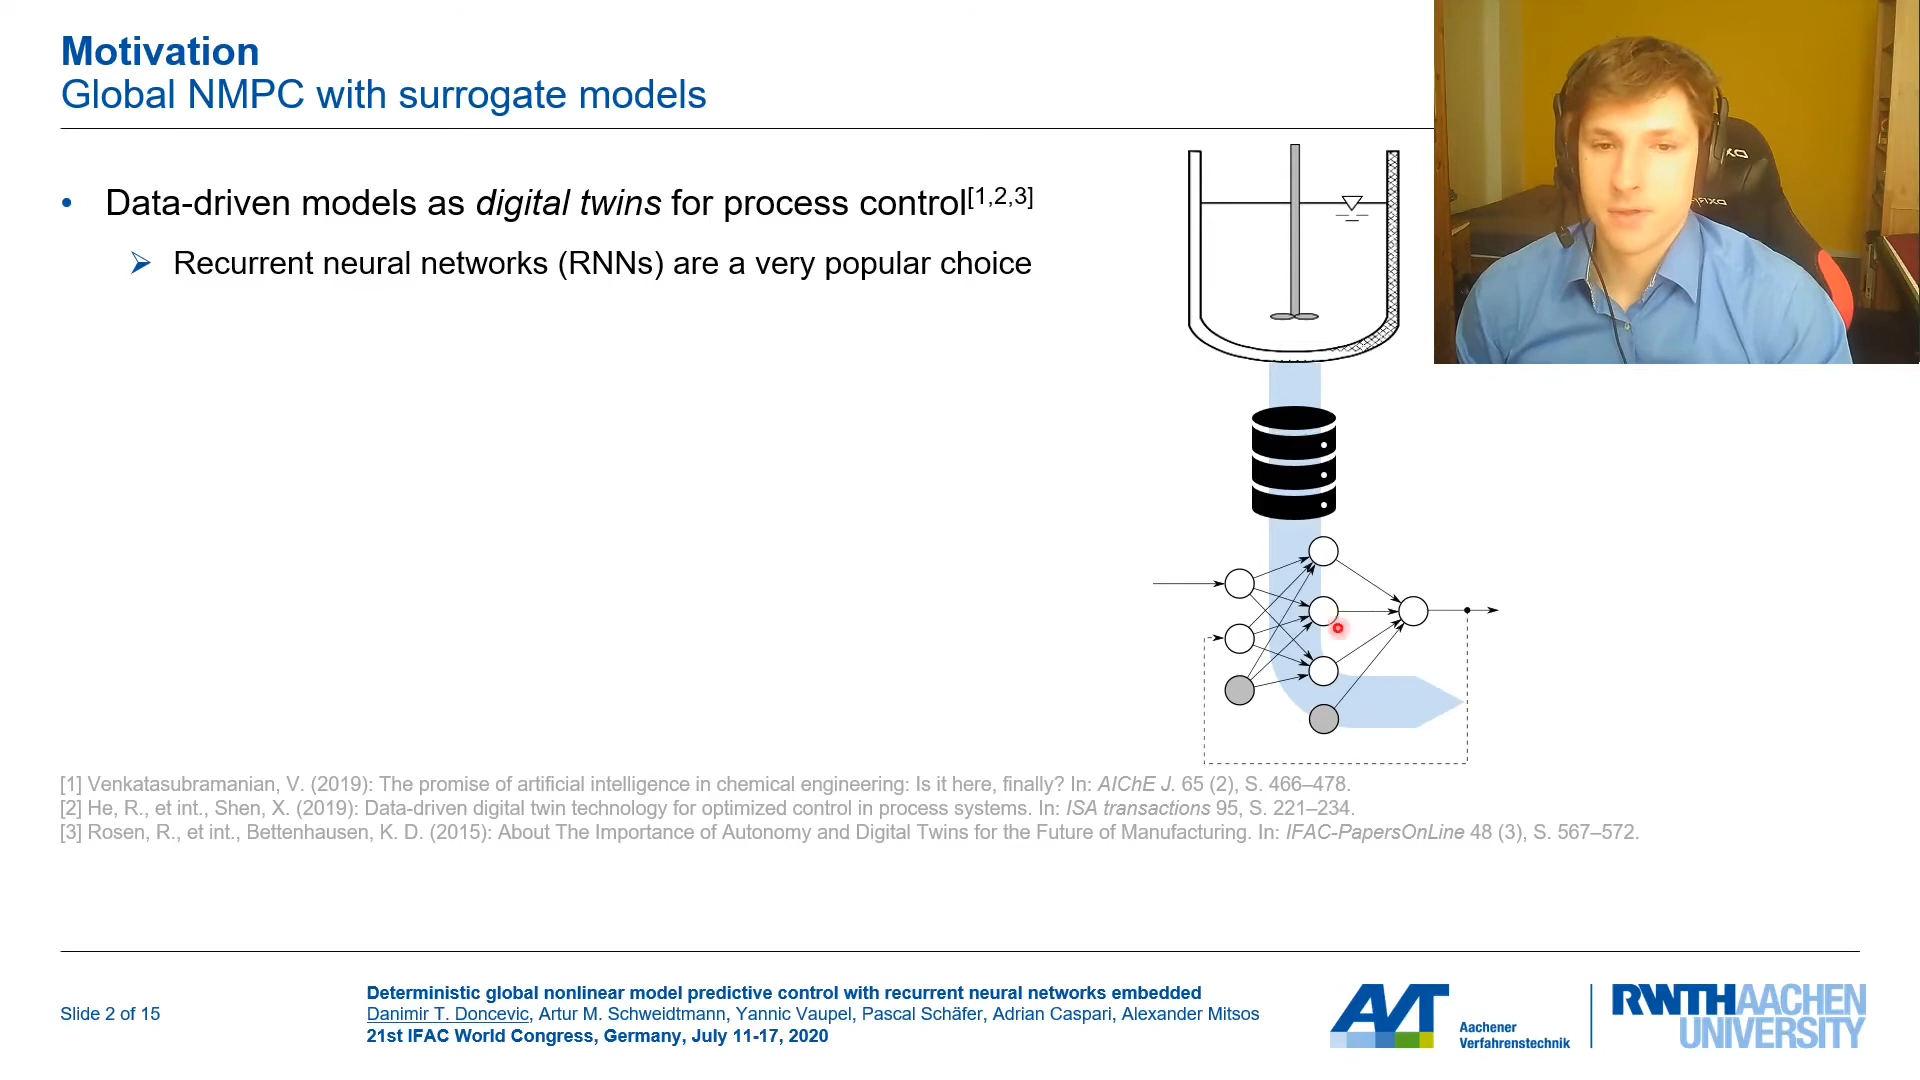 Motivation
Global NMPC with surrogate models
• Data-driven models as digital twins for process control[1,2,3]
➢ Recurrent neural networks (RNNs) are a very popular choice
[1] Venkatasubramanian, V. (2019): The promise of artificial intelligence in chemical engineering: Is it here, finally? In: AIChE J. 65 (2), S. 466–478.
[2] He, R., et int., Shen, X. (2019): Data-driven digital twin technology for optimized control in process systems. In: ISA transactions 95, S. 221–234.
[3] Rosen, R., et int., Bettenhausen, K. D. (2015): About The Importance of Autonomy and Digital Twins for the Future of Manufacturing. In: IFAC-PapersOnLine 48 (3), S. 567–572.
Slide 2 of 15
Deterministic global nonlinear model predictive control with recurrent neural networks embedded
Danimir T. Doncevic, Artur M. Schweidtmann, Yannic Vaupel, Pascal Schäfer, Adrian Caspari, Alexander Mitsos
21st IFAC World Congress, Germany, July 11-17, 2020
AVT
Aachener
Verfahrenstechnik
RWTHAACHEN
UNIVERSITY